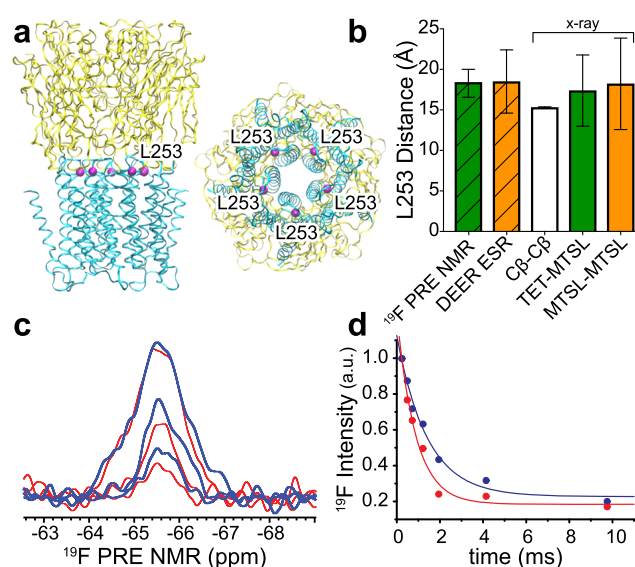 a
L253
L253
L253
L253
L253
L253
b
x-ray
L253 Distance (Å)
25
20
15
10
5
0
¹⁹F PRE NMR
DEER ESR
Cβ-Cβ
TET-MTSL
MTSL-MTSL
c
-63 -64 -65 -66 -67 -68
¹⁹F PRE NMR (ppm)
d
¹⁹F Intensity (a.u.)
1.0
0.8
0.6
0.4
0.2
0 2 4 6 8 10
time (ms)